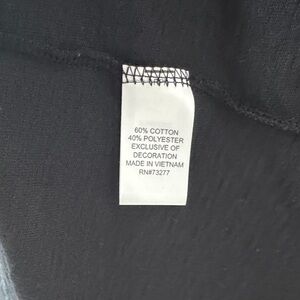 60% COTTON
40% POLYESTER
EXCLUSIVE OF
DECORATION
MADE IN VIETNAM
RN#73277